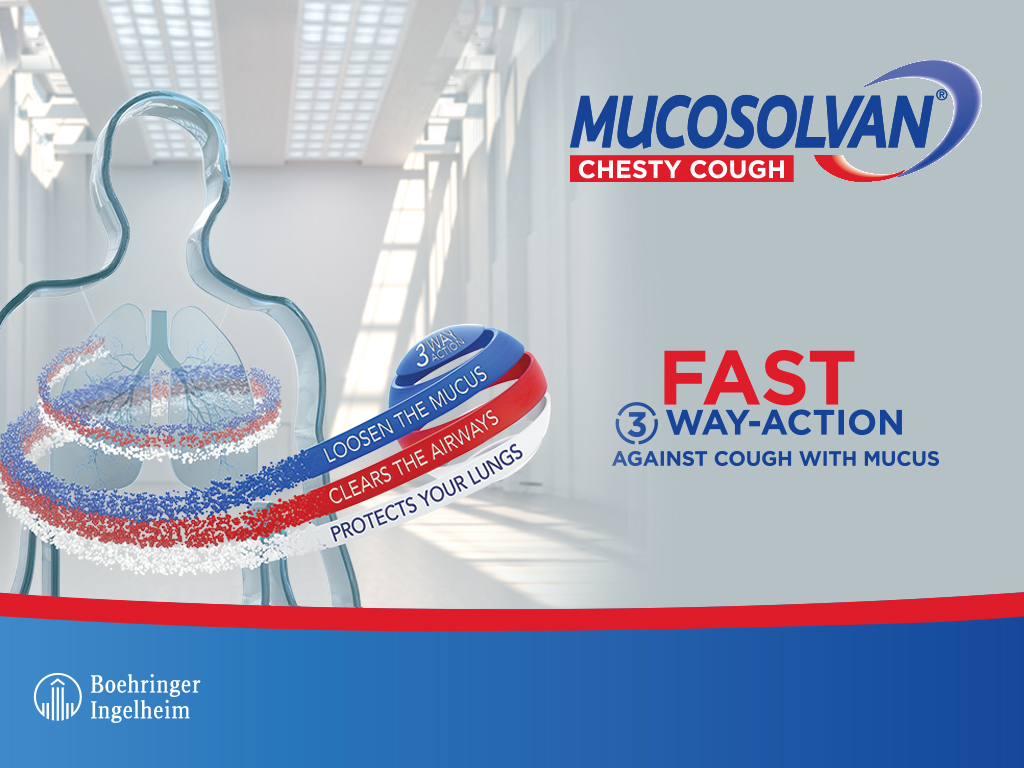 MUCOSOLVAN®
CHESTY COUGH
3 WAY
ACTION
LOOSEN THE MUCUS
CLEARS THE AIRWAYS
PROTECTS YOUR LUNGS
FAST
3 WAY-ACTION
AGAINST COUGH WITH MUCUS
Boehringer
Ingelheim